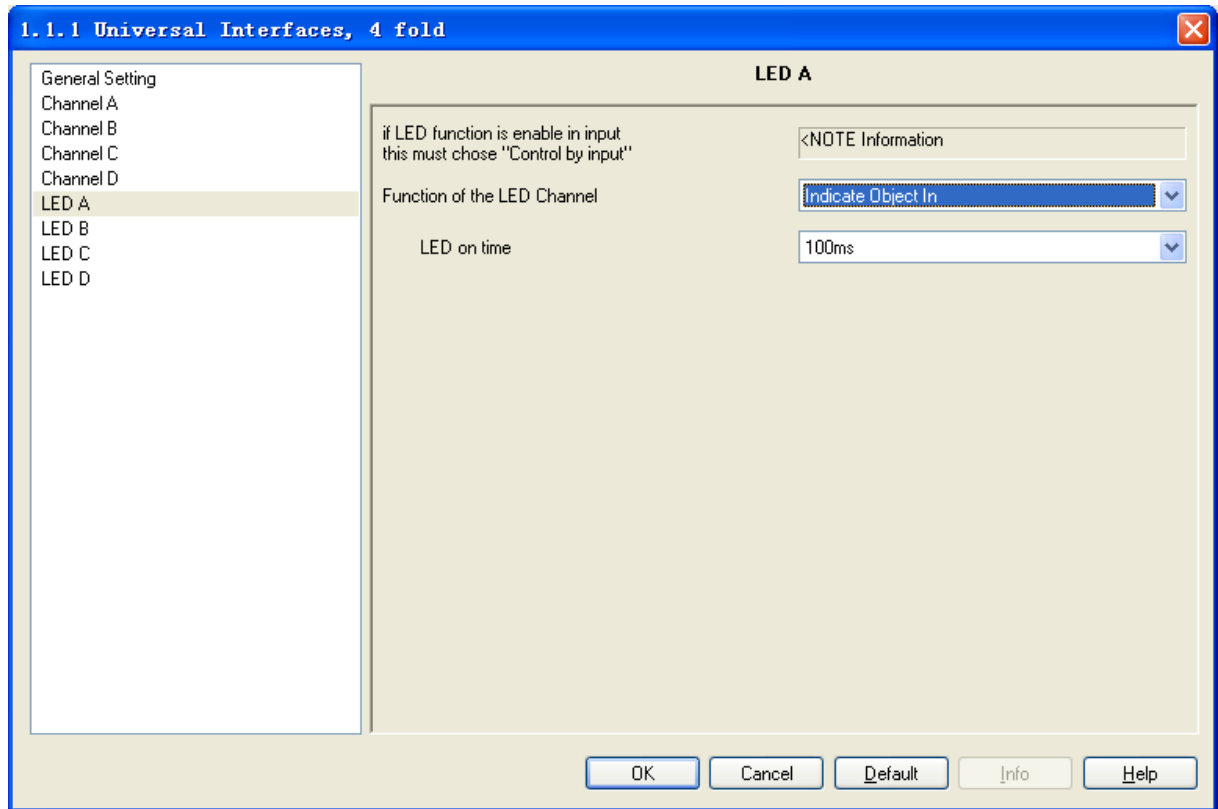 1.1.1 Universal Interfaces, 4 fold
General Setting
Channel A
Channel B
Channel C
Channel D
LED A
LED B
LED C
LED D
LED A
if LED function is enable in input
this must chose "Control by input"
<NOTE Information
Function of the LED Channel
Indicate Object In
LED on time
100ms
OK
Cancel
Default
Info
Help